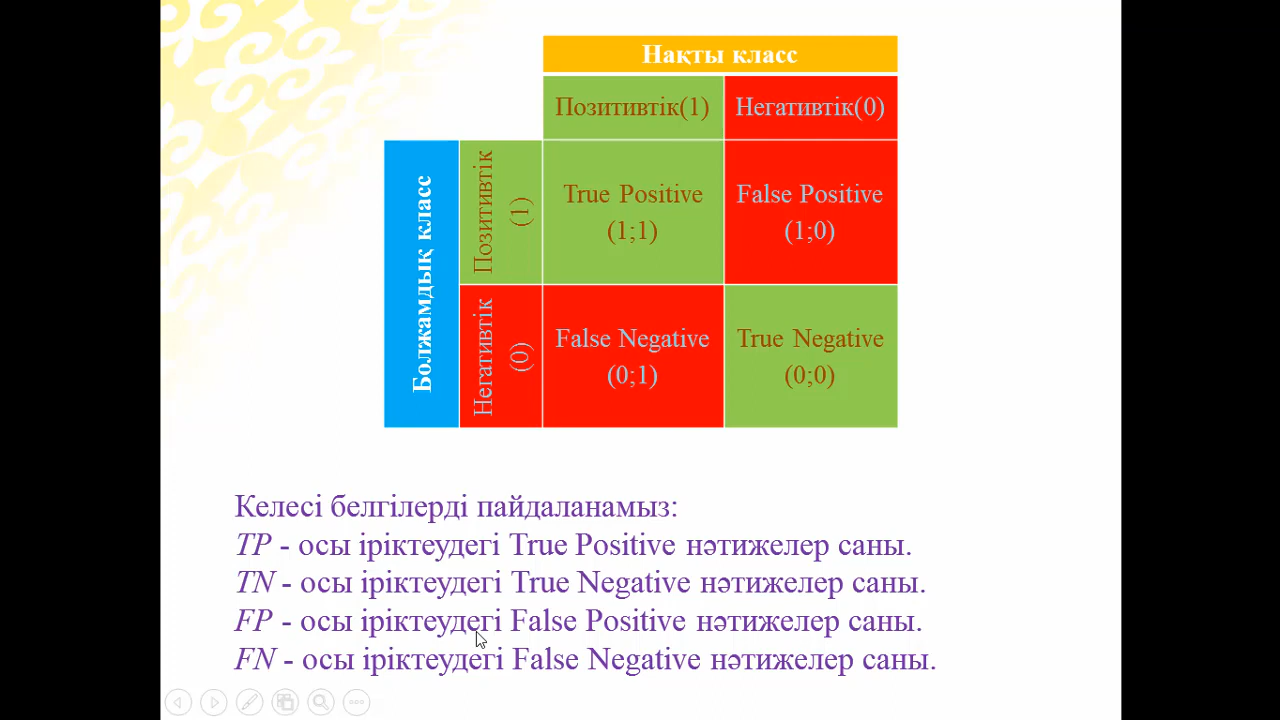 Нақты класс
Позитивтік(1) Негативтік(0)
Болжамдық класс
Позитивтік
(1)
True Positive
(1;1)
False Positive
(1;0)
Негативтік
(0)
False Negative
(0;1)
True Negative
(0;0)
Келесі белгілерді пайдаланамыз:
TP - осы іріктеудегі True Positive нәтижелер саны.
TN - осы іріктеудегі True Negative нәтижелер саны.
FP - осы іріктеудегі False Positive нәтижелер саны.
FN - осы іріктеудегі False Negative нәтижелер саны.